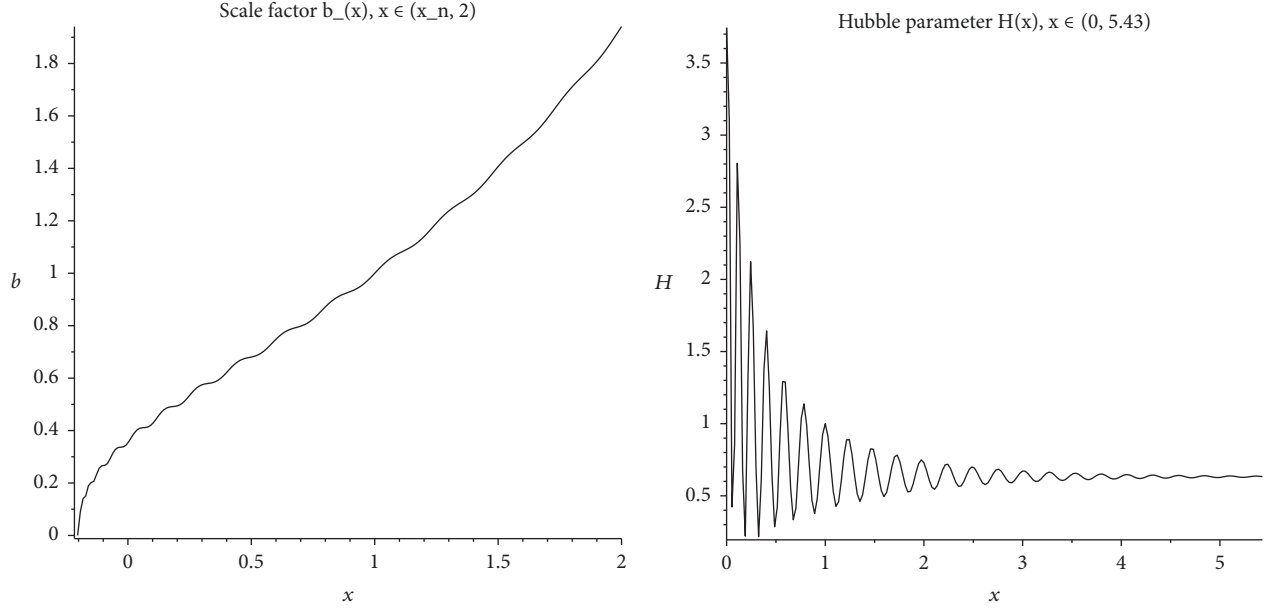 Scale factor b_(x), x ∈ (x_n, 2)
1.8
1.6
1.4
1.2
1
0.8
0.6
0.4
0.2
0
b
0 0.5 1 1.5 2
x
Hubble parameter H(x), x ∈ (0, 5.43)
3.5
3
2.5
2
1.5
1
0.5
H
0 1 2 3 4 5
x